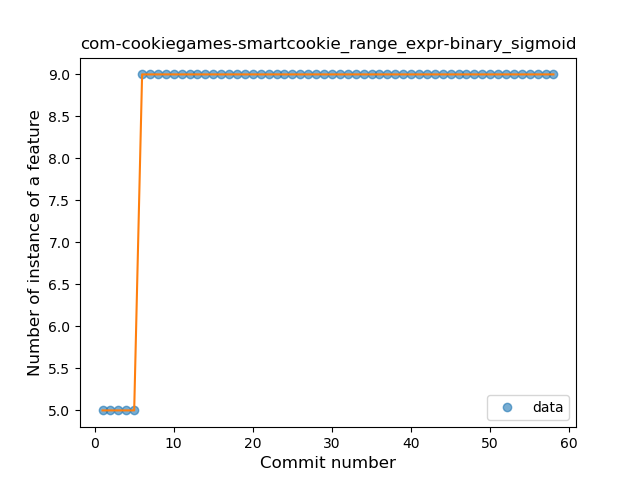 com-cookiegames-smartcookie_range_expr-binary_sigmoid
Number of instance of a feature
9.0
8.5
8.0
7.5
7.0
6.5
6.0
5.5
5.0
data
0 10 20 30 40 50 60
Commit number